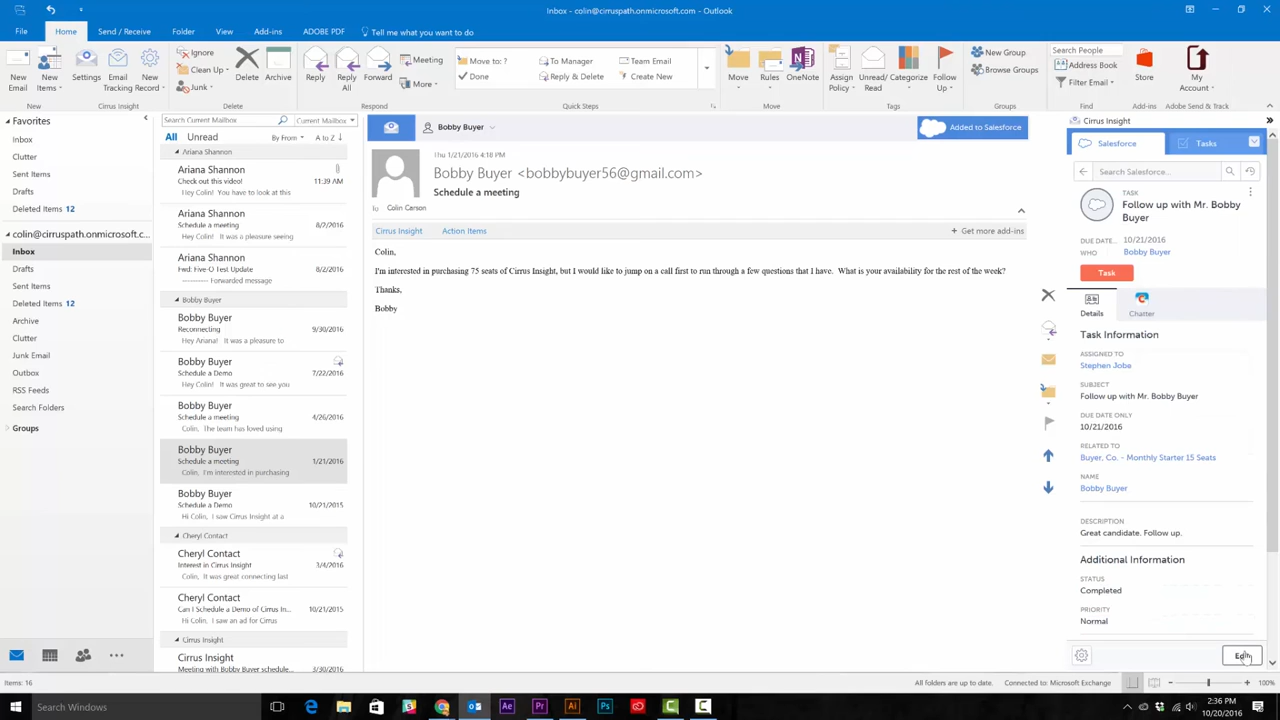 Inbox - colin@cirruspath.onmicrosoft.com - Outlook
File Home Send / Receive Folder View Add-ins ADOBE PDF Tell me what you want to do
New Email
New Items
New
Settings
Email Tracking
New Record
Cirrus Insight
Ignore
Clean Up
Junk
Delete
Archive
Delete
Reply
Reply All
Forward
Meeting
More
Respond
Move to: ?
Done
To Manager
Reply & Delete
Team Email
Create New
Quick Steps
Move
Rules
OneNote
Move
Assign Policy
Unread/ Read
Categorize
Follow Up
Tags
New Group
Browse Groups
Groups
Search People
Address Book
Filter Email
Find
Store
Add-ins
My Account
Adobe Send & Track
Favorites
Inbox
Clutter
Sent Items
Drafts
Deleted Items 12
colin@cirruspath.onmicrosoft.c...
Inbox
Drafts
Sent Items
Deleted Items 12
Archive
Clutter
Junk Email
Outbox
RSS Feeds
Search Folders
Groups
Search Current Mailbox Current Mailbox
All Unread By From A to Z
Ariana Shannon
Ariana Shannon
Check out this video! 11:39 AM
Hey Colin! You have to look at this
Ariana Shannon
Schedule a meeting 8/2/2016
Hey Colin! It was a pleasure seeing
Ariana Shannon
Fwd: Five-O Test Update 8/2/2016
---------- Forwarded message
Bobby Buyer
Bobby Buyer
Reconnecting 9/30/2016
Hey Ariana! It was a pleasure to
Bobby Buyer
Schedule a Demo 7/22/2016
Hey Colin! It was great to see you
Bobby Buyer
Schedule a meeting 4/26/2016
Colin, The team has loved using
Bobby Buyer
Schedule a meeting 1/21/2016
Colin, I'm interested in purchasing
Bobby Buyer
Schedule a Demo 10/21/2015
Hi Colin, I saw Cirrus Insight at a
Cheryl Contact
Cheryl Contact
Interest in Cirrus Insight 3/4/2016
Colin, It was great connecting last
Cheryl Contact
Can I Schedule a Demo of Cirrus In... 10/21/2015
Hi Colin, I saw an ad for Cirrus
Cirrus Insight
Cirrus Insight
Meeting with Bobby Buyer schedule... 3/30/2016
Bobby Buyer
Added to Salesforce
Thu 1/21/2016 4:18 PM
Bobby Buyer <bobbybuyer56@gmail.com>
Schedule a meeting
To Colin Carson
Cirrus Insight Action Items + Get more add-ins
Colin,
I'm interested in purchasing 75 seats of Cirrus Insight, but I would like to jump on a call first to run through a few questions that I have. What is your availability for the rest of the week?
Thanks,
Bobby
Cirrus Insight
Salesforce Tasks
Search Salesforce...
TASK
Follow up with Mr. Bobby Buyer
DUE DATE... 10/21/2016
WHO Bobby Buyer
Task
Details Chatter
Task Information
ASSIGNED TO
Stephen Jobe
SUBJECT
Follow up with Mr. Bobby Buyer
DUE DATE ONLY
10/21/2016
RELATED TO
Buyer, Co. - Monthly Starter 15 Seats
NAME
Bobby Buyer
DESCRIPTION
Great candidate. Follow up.
Additional Information
STATUS
Completed
PRIORITY
Normal
Edit
Items: 16 All folders are up to date. Connected to: Microsoft Exchange 100%
Search Windows
2:36 PM
10/20/2016